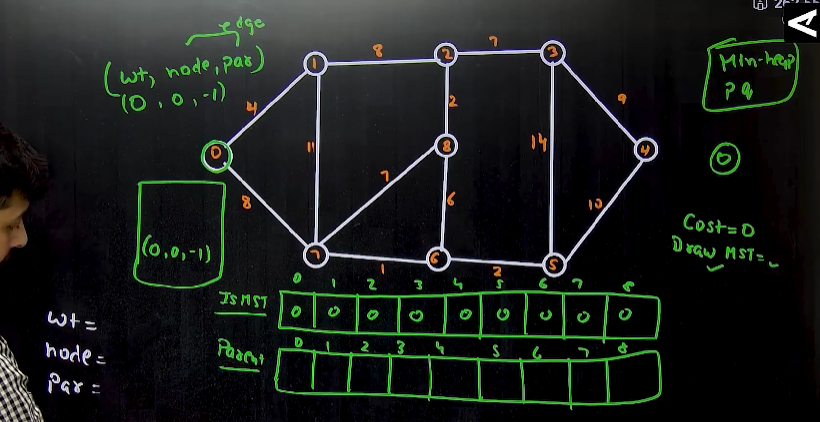 edge
(wt, node, par)
(0, 0, -1)
Min-heap
PQ
0
1
2
3
4
5
6
7
8
4
8
8
11
7
2
7
6
1
2
14
9
10
0
(0, 0, -1)
Cost=0
Draw MST=
wt=
node=
par=
0 1 2 3 4 5 6 7 8
ISMST 0 0 0 0 0 0 0 0 0
0 1 2 3 4 5 6 7 8
Parent
A